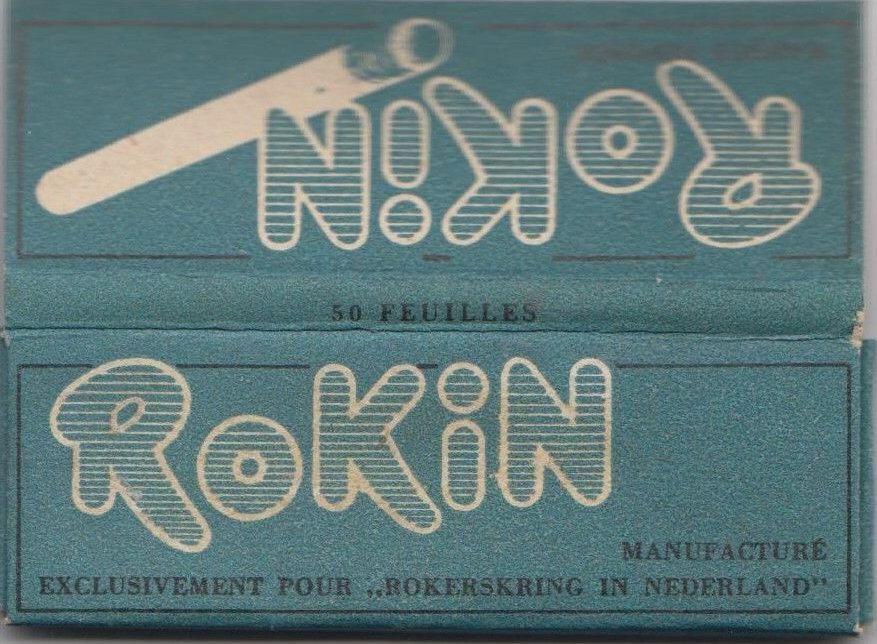 RoKiN
50 FEUILLES
RoKiN
MANUFACTURÉ
EXCLUSIVEMENT POUR „ROKERSKRING IN NEDERLAND”